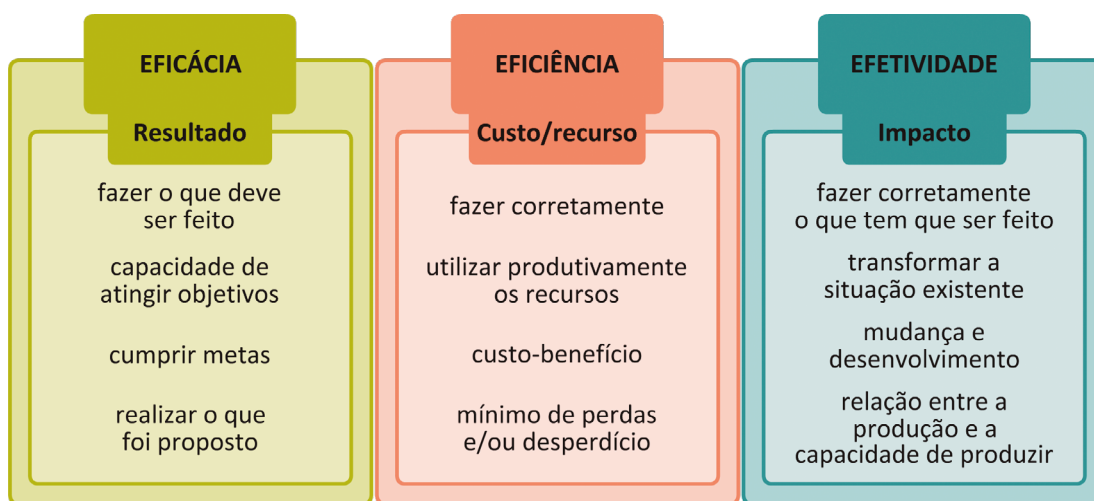 EFICÁCIA
Resultado
fazer o que deve
ser feito
capacidade de
atingir objetivos
cumprir metas
realizar o que
foi proposto
EFICIÊNCIA
Custo/recurso
fazer corretamente
utilizar produtivamente
os recursos
custo-benefício
mínimo de perdas
e/ou desperdício
EFETIVIDADE
Impacto
fazer corretamente
o que tem que ser feito
transformar a
situação existente
mudança e
desenvolvimento
relação entre a
produção e a
capacidade de produzir